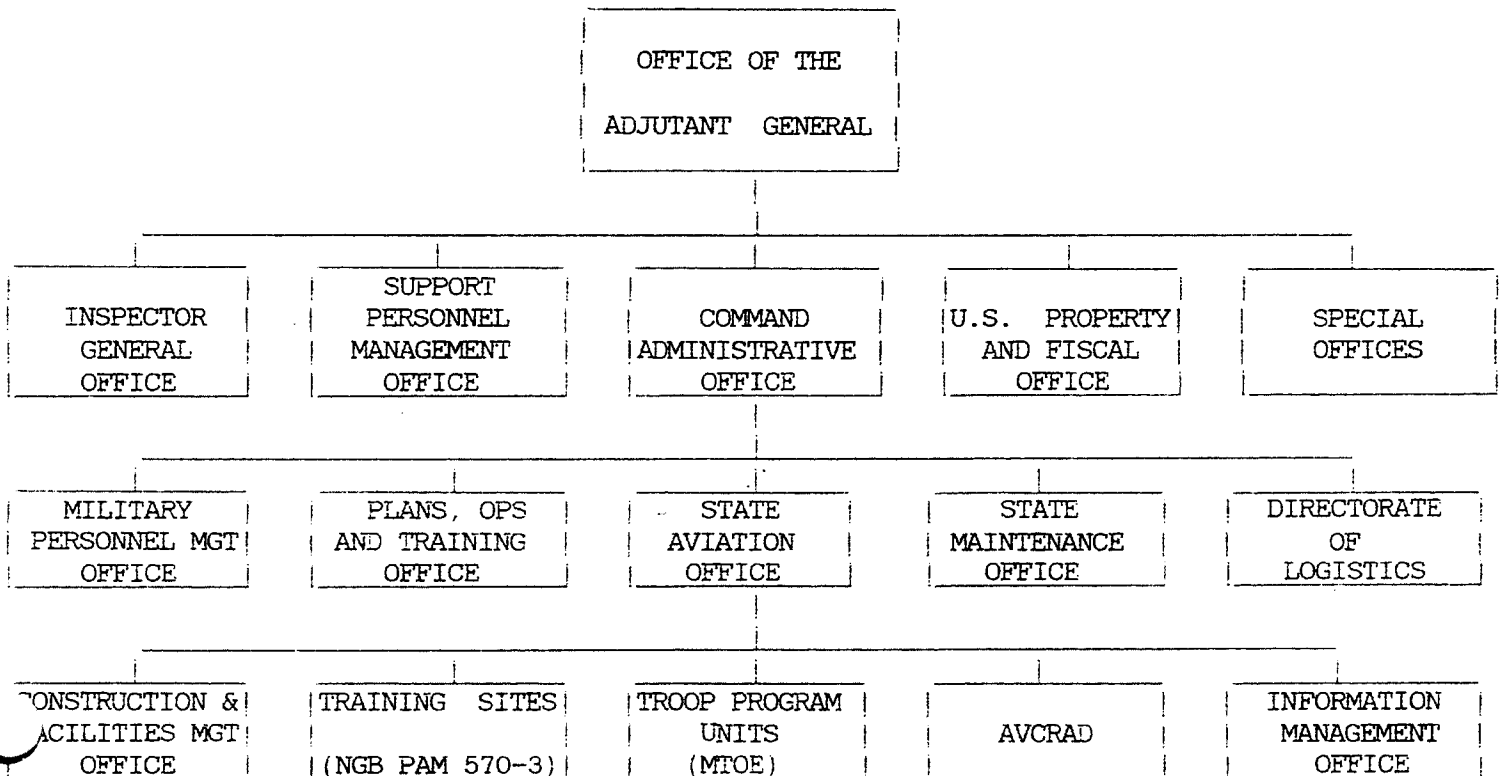 OFFICE OF THE
ADJUTANT GENERAL
INSPECTOR
GENERAL
OFFICE
SUPPORT
PERSONNEL
MANAGEMENT
OFFICE
COMMAND
ADMINISTRATIVE
OFFICE
U.S. PROPERTY
AND FISCAL
OFFICE
SPECIAL
OFFICES
MILITARY
PERSONNEL MGT
OFFICE
PLANS, OPS
AND TRAINING
OFFICE
STATE
AVIATION
OFFICE
STATE
MAINTENANCE
OFFICE
DIRECTORATE
OF
LOGISTICS
CONSTRUCTION &
ACILITIES MGT
OFFICE
TRAINING SITES
(NGB PAM 570-3)
TROOP PROGRAM
UNITS
(MTOE)
AVCRAD
INFORMATION
MANAGEMENT
OFFICE